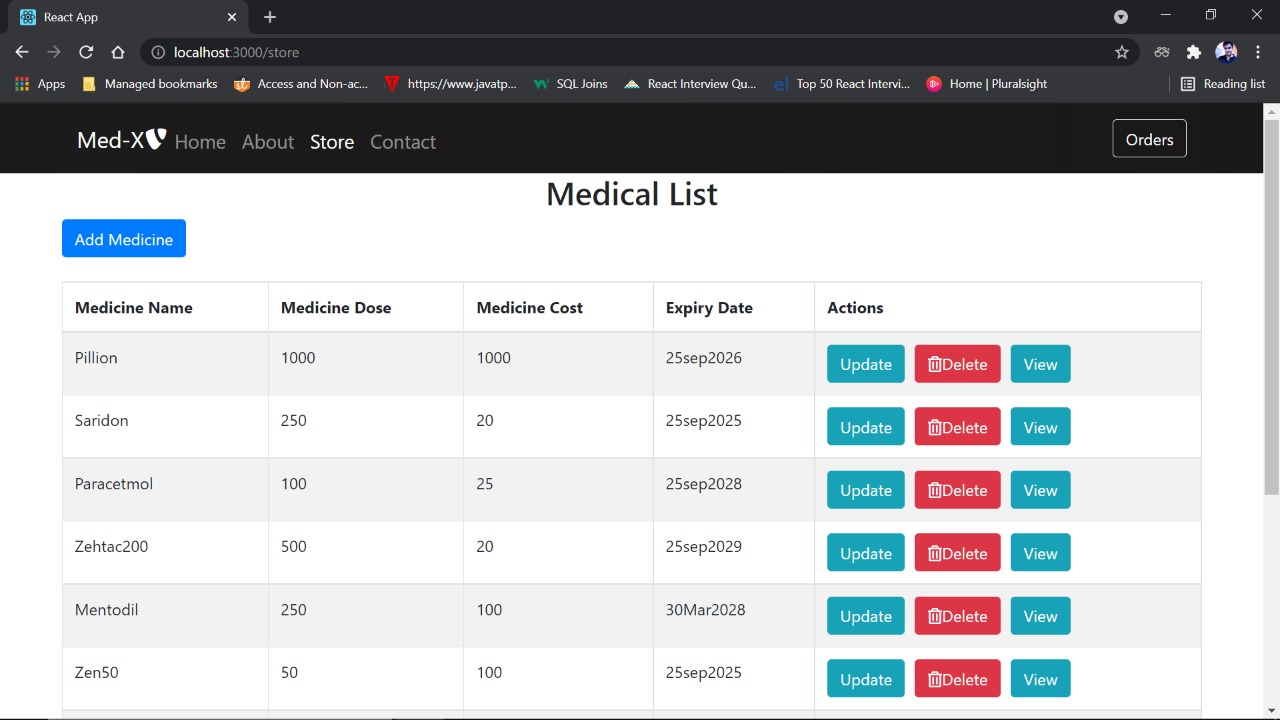 React App
localhost:3000/store
Apps Managed bookmarks Access and Non-ac... https://www.javatp... SQL Joins React Interview Qu... Top 50 React Intervi... Home | Pluralsight Reading list
Med-X Home About Store Contact Orders
Medical List
Add Medicine
Medicine Name Medicine Dose Medicine Cost Expiry Date Actions
Pillion 1000 1000 25sep2026 Update Delete View
Saridon 250 20 25sep2025 Update Delete View
Paracetmol 100 25 25sep2028 Update Delete View
Zehtac200 500 20 25sep2029 Update Delete View
Mentodil 250 100 30Mar2028 Update Delete View
Zen50 50 100 25sep2025 Update Delete View